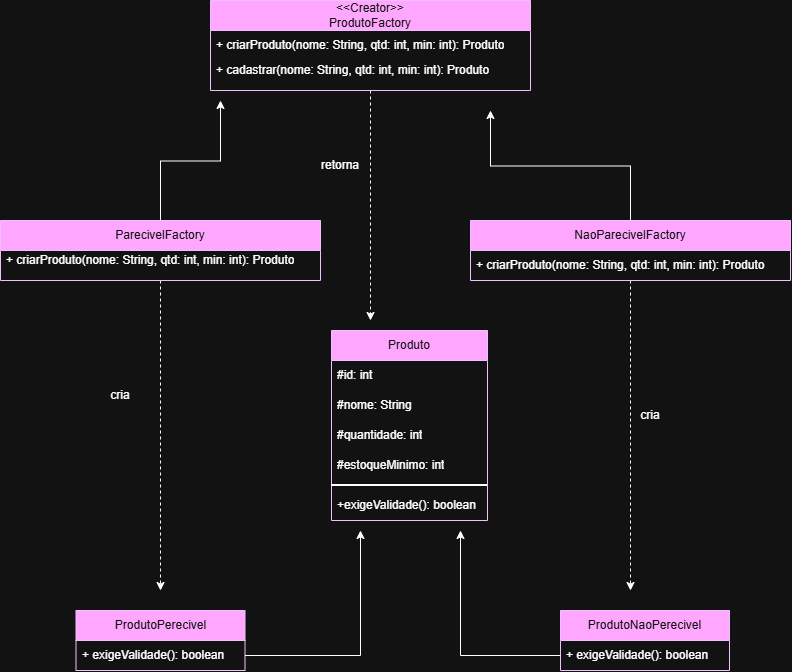 <<Creator>>
ProdutoFactory
+ criarProduto(nome: String, qtd: int, min: int): Produto
+ cadastrar(nome: String, qtd: int, min: int): Produto
retorna
ParecivelFactory
+ criarProduto(nome: String, qtd: int, min: int): Produto
NaoParecivelFactory
+ criarProduto(nome: String, qtd: int, min: int): Produto
cria
Produto
#id: int
#nome: String
#quantidade: int
#estoqueMinimo: int
+exigeValidade(): boolean
cria
ProdutoPerecivel
+ exigeValidade(): boolean
ProdutoNaoPerecivel
+ exigeValidade(): boolean